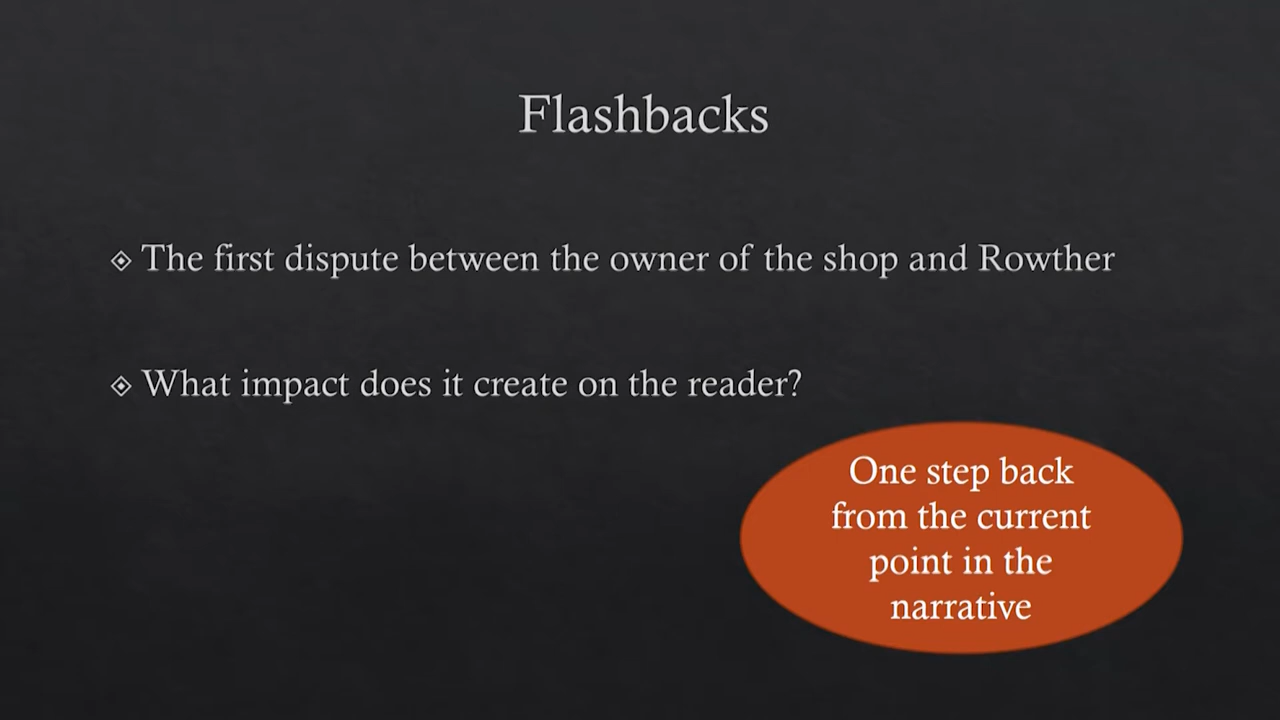 Flashbacks
The first dispute between the owner of the shop and Rowther
What impact does it create on the reader?
One step back
from the current
point in the
narrative